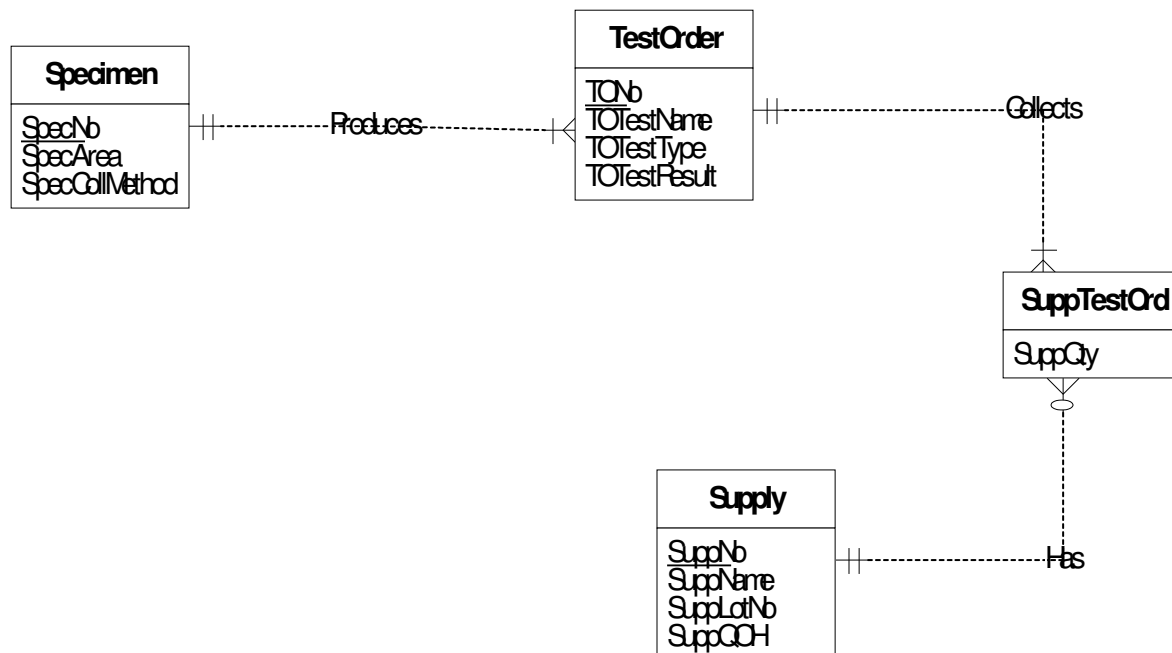 Specimen
SpecNo
SpecArea
SpecCollMethod
Produces
TestOrder
TONo
TOTestName
TOTestType
TOTestResult
Collects
SuppTestOrd
SuppQty
Supply
SuppNo
SuppName
SuppLotNo
SuppQOH
Has